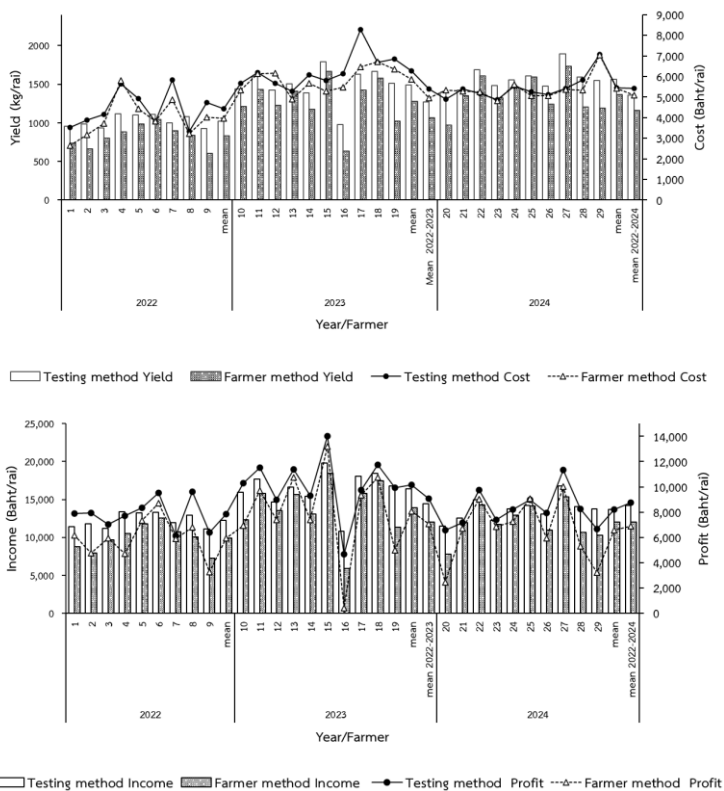 9,000
8,000
7,000
6,000
5,000
4,000
3,000
2,000
1,000
0
Cost (Baht/rai)
2000
1500
1000
500
0
Yield (kg/rai)
1 2 3 4 5 6 7 8 9 mean 10 11 12 13 14 15 16 17 18 19 mean Mean 2022-2023 20 21 22 23 24 25 26 27 28 29 mean mean 2022-2024
2022 2023 2024
Year/Farmer
Testing method Yield Farmer method Yield Testing method Cost Farmer method Cost
25,000
20,000
15,000
10,000
5,000
0
Income (Baht/rai)
14,000
12,000
10,000
8,000
6,000
4,000
2,000
0
Profit (Baht/rai)
1 2 3 4 5 6 7 8 9 mean 10 11 12 13 14 15 16 17 18 19 mean mean 2022-2023 20 21 22 23 24 25 26 27 28 29 mean mean 2022-2024
2022 2023 2024
Year/Farmer
Testing method Income Farmer method Income Testing method Profit Farmer method Profit